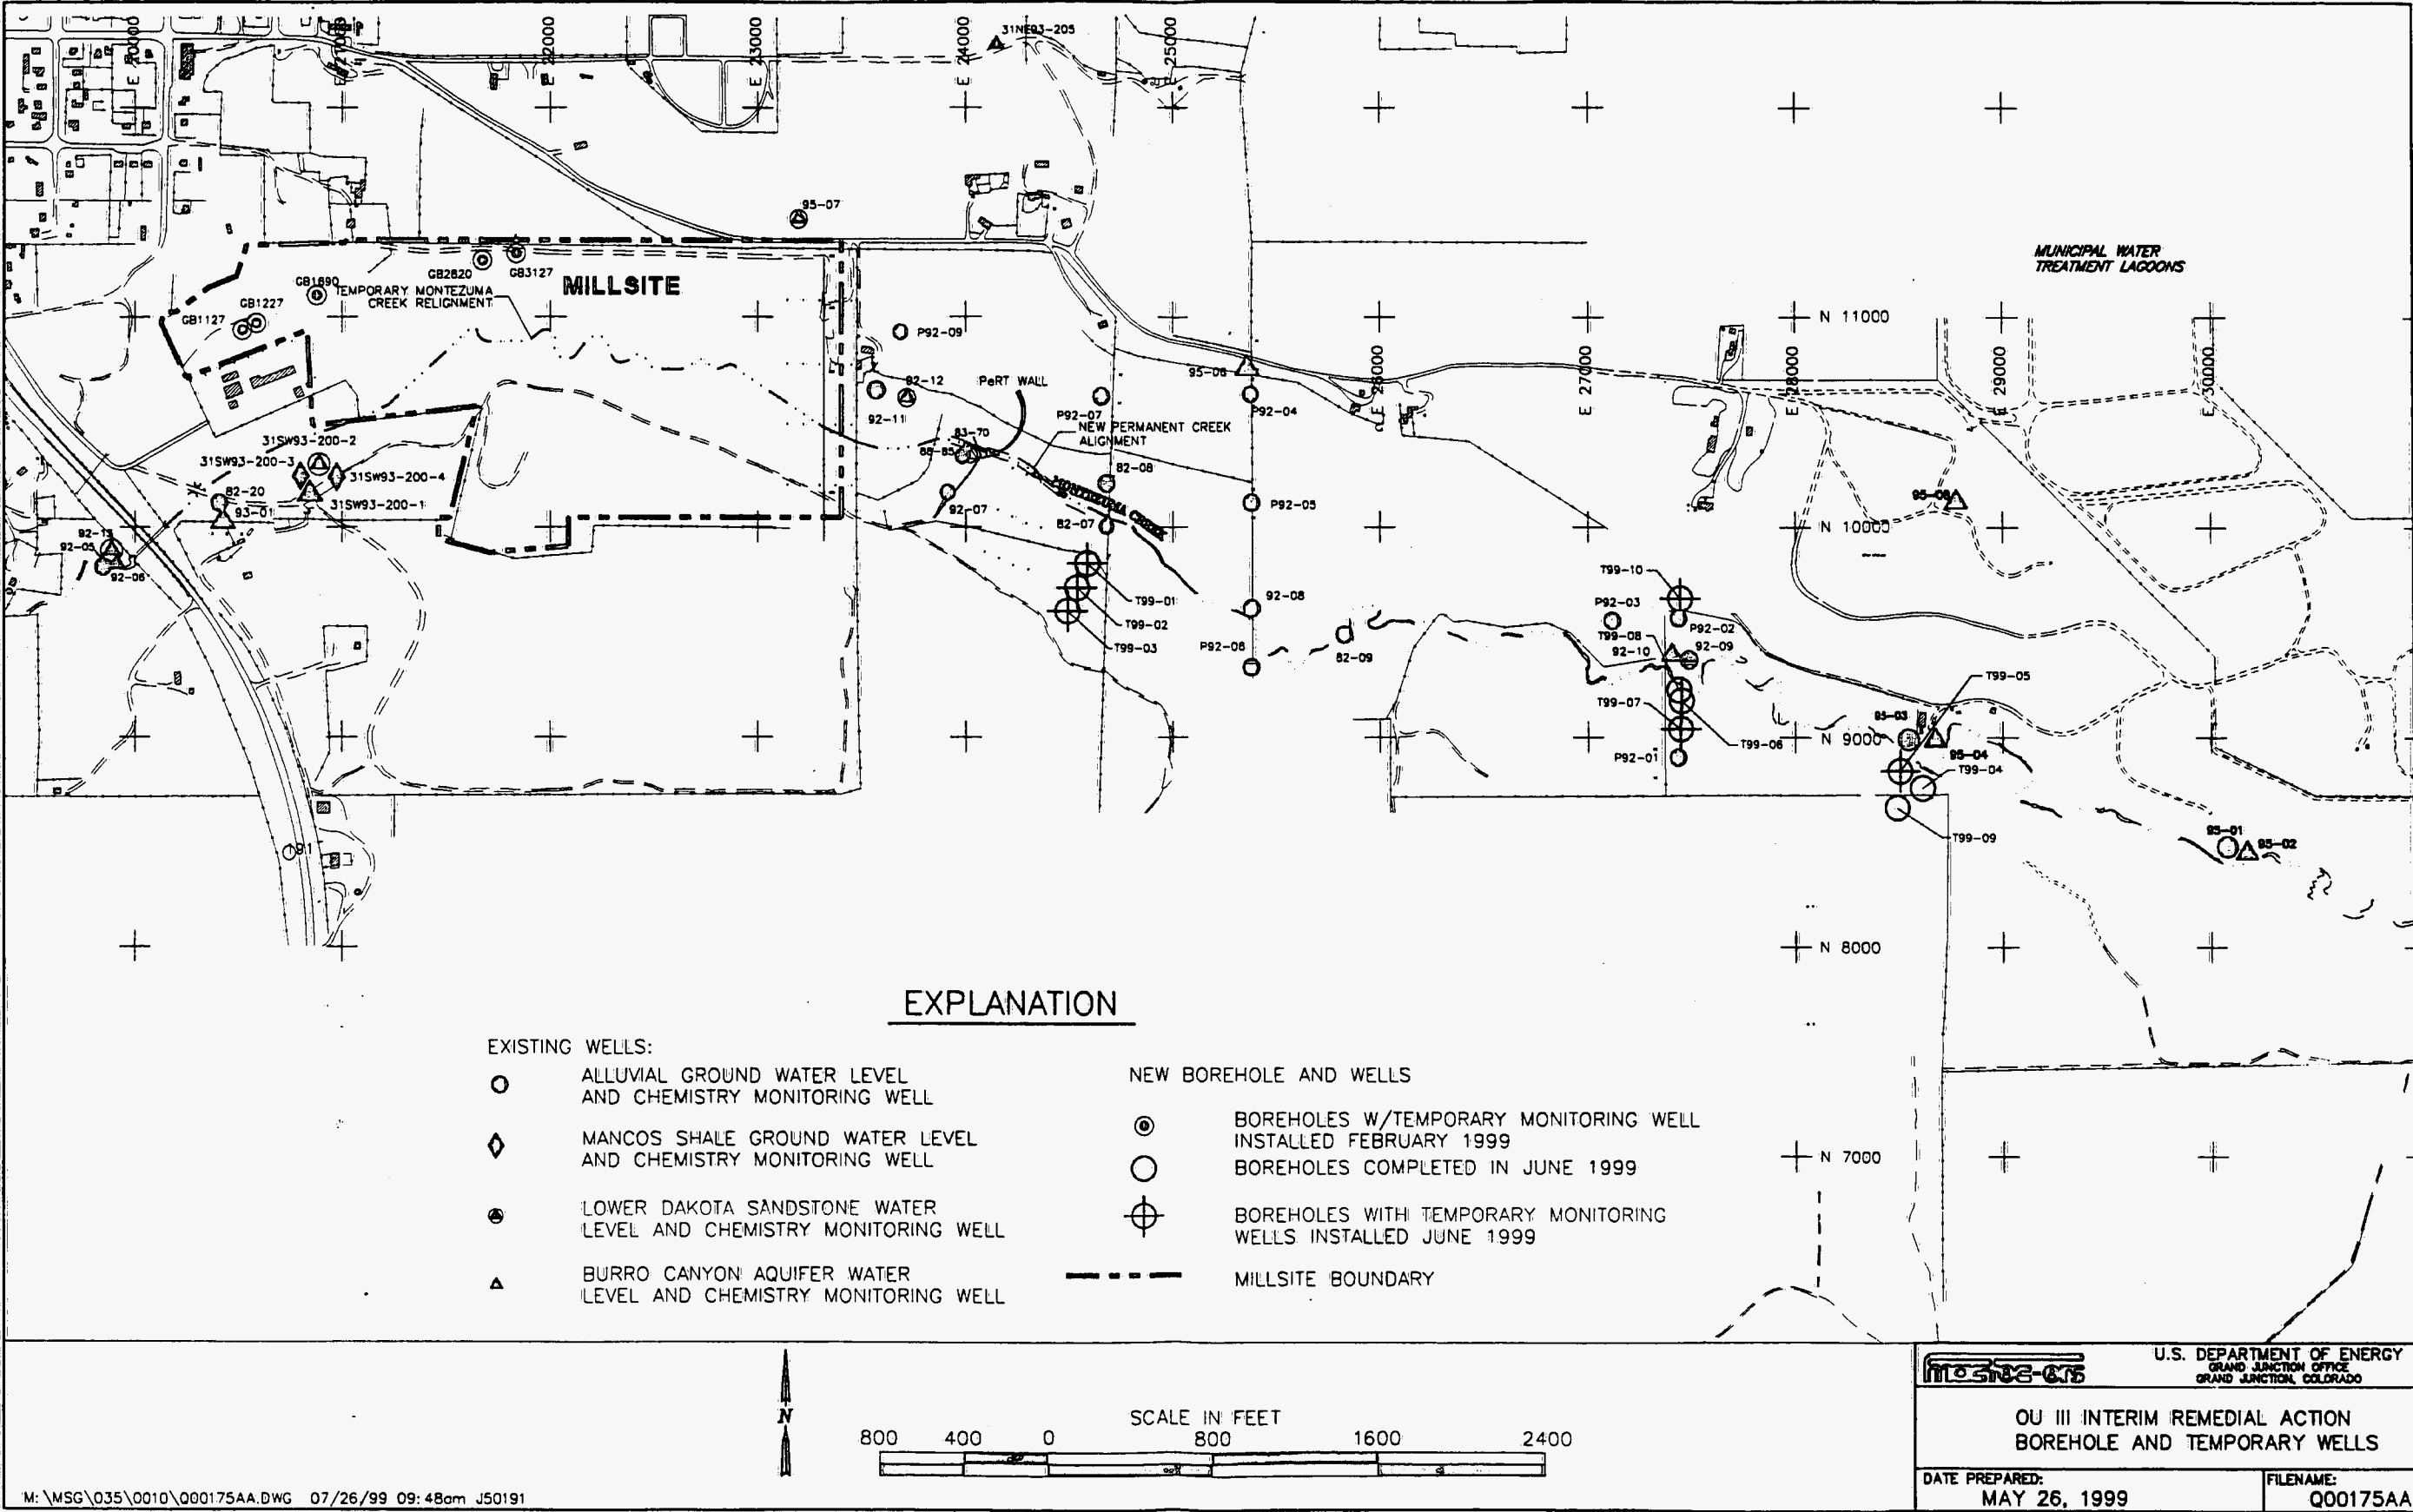 E 20000
E 22000
E 23000
E 24000
31NE93-205
E 25000
95-07
MUNICIPAL WATER
TREATMENT LAGOONS
GB2620
GB3127
GB1690
MILLSITE
TEMPORARY MONTEZUMA
CREEK RELIGNMENT
GB1227
GB1127
P92-09
N 11000
95-06
E 26000
E 27000
E 28000
E 29000
E 30000
82-12
PeRT WALL
92-11
P92-07
P92-04
NEW PERMANENT CREEK
ALIGNMENT
83-70
88-85
31SW93-200-2
31SW93-200-3
31SW93-200-4
82-08
82-20
MONTEZUMA CREEK
31SW93-200-1
93-01
92-07
P92-05
95-08
82-07
N 10000
92-05
92-06
T99-10
T99-01
92-08
P92-03
T99-02
P92-02
T99-08
T99-03
P92-06
82-09
92-10
92-09
T99-05
T99-07
95-03
T99-06
N 9000
P92-01
95-04
T99-04
95-01
T99-09
95-02
N 8000
EXPLANATION
EXISTING WELLS:
ALLUVIAL GROUND WATER LEVEL
AND CHEMISTRY MONITORING WELL
MANCOS SHALE GROUND WATER LEVEL
AND CHEMISTRY MONITORING WELL
LOWER DAKOTA SANDSTONE WATER
LEVEL AND CHEMISTRY MONITORING WELL
BURRO CANYON AQUIFER WATER
LEVEL AND CHEMISTRY MONITORING WELL
NEW BOREHOLE AND WELLS
BOREHOLES W/TEMPORARY MONITORING WELL
INSTALLED FEBRUARY 1999
BOREHOLES COMPLETED IN JUNE 1999
BOREHOLES WITH TEMPORARY MONITORING
WELLS INSTALLED JUNE 1999
MILLSITE BOUNDARY
N 7000
N
SCALE IN FEET
800 400 0 800 1600 2400
U.S. DEPARTMENT OF ENERGY
GRAND JUNCTION OFFICE
GRAND JUNCTION, COLORADO
OU III INTERIM REMEDIAL ACTION
BOREHOLE AND TEMPORARY WELLS
DATE PREPARED:
MAY 26, 1999
FILENAME:
Q00175AA
M:\MSG\035\0010\Q00175AA.DWG 07/26/99 09:48am J50191